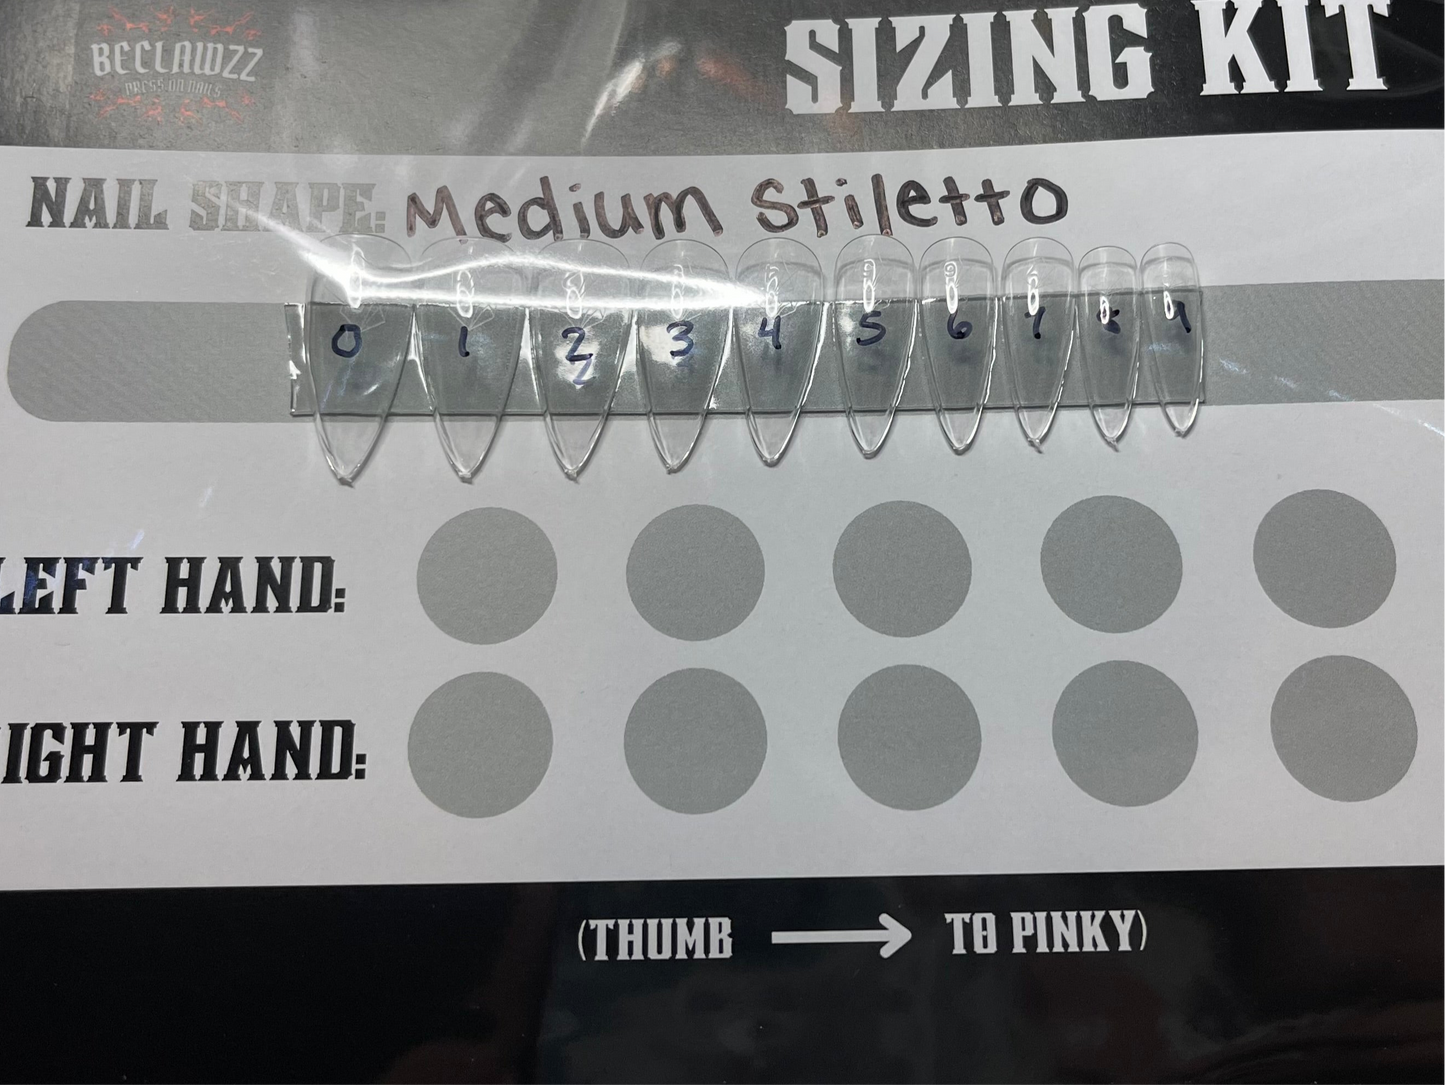 BECLAWZZ
PRESS ON NAILS
SIZING KIT
NAIL SHAPE: Medium Stiletto
0 1 2 3 4 5 6 7 8 9
LEFT HAND:
RIGHT HAND:
(THUMB → TO PINKY)